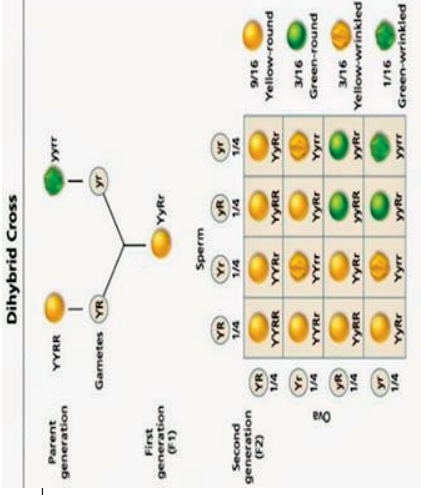 Dihybrid Cross
Parent generation
YYRR
yyrr
Gametes
YR
yr
First generation (F1)
YyRr
Second generation (F2)
Sperm
YR
1/4
Yr
1/4
yR
1/4
yr
1/4
Ova
YR
1/4
YYRR YYRr YyRR YyRr
Yr
1/4
YYRr YYrr YyRr Yyrr
yR
1/4
YyRR YyRr yyRR yyRr
yr
1/4
YyRr Yyrr yyRr yyrr
9/16
Yellow-round
3/16
Green-round
3/16
Yellow-wrinkled
1/16
Green-wrinkled